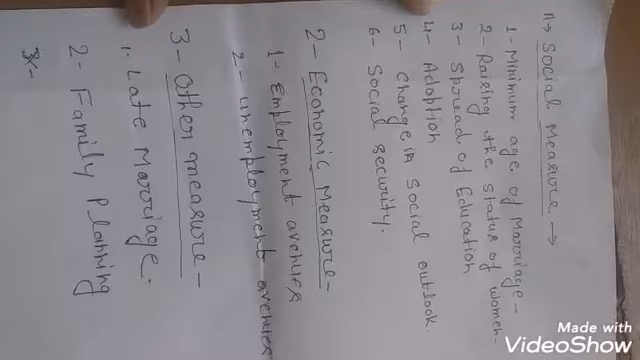 1→ Social Measure →
1- Minimum age of Marriage-
2- Raising the status of women-
3- Spread of Education
4- Adoption
5- Change in Social outlook.
6- Social security.
2- Economic Measure-
1- Employment avenues
2- unemployment avenues
3- Other measure-
1. Late Marriage.
2- Family Planning
3-
Made with
VideoShow